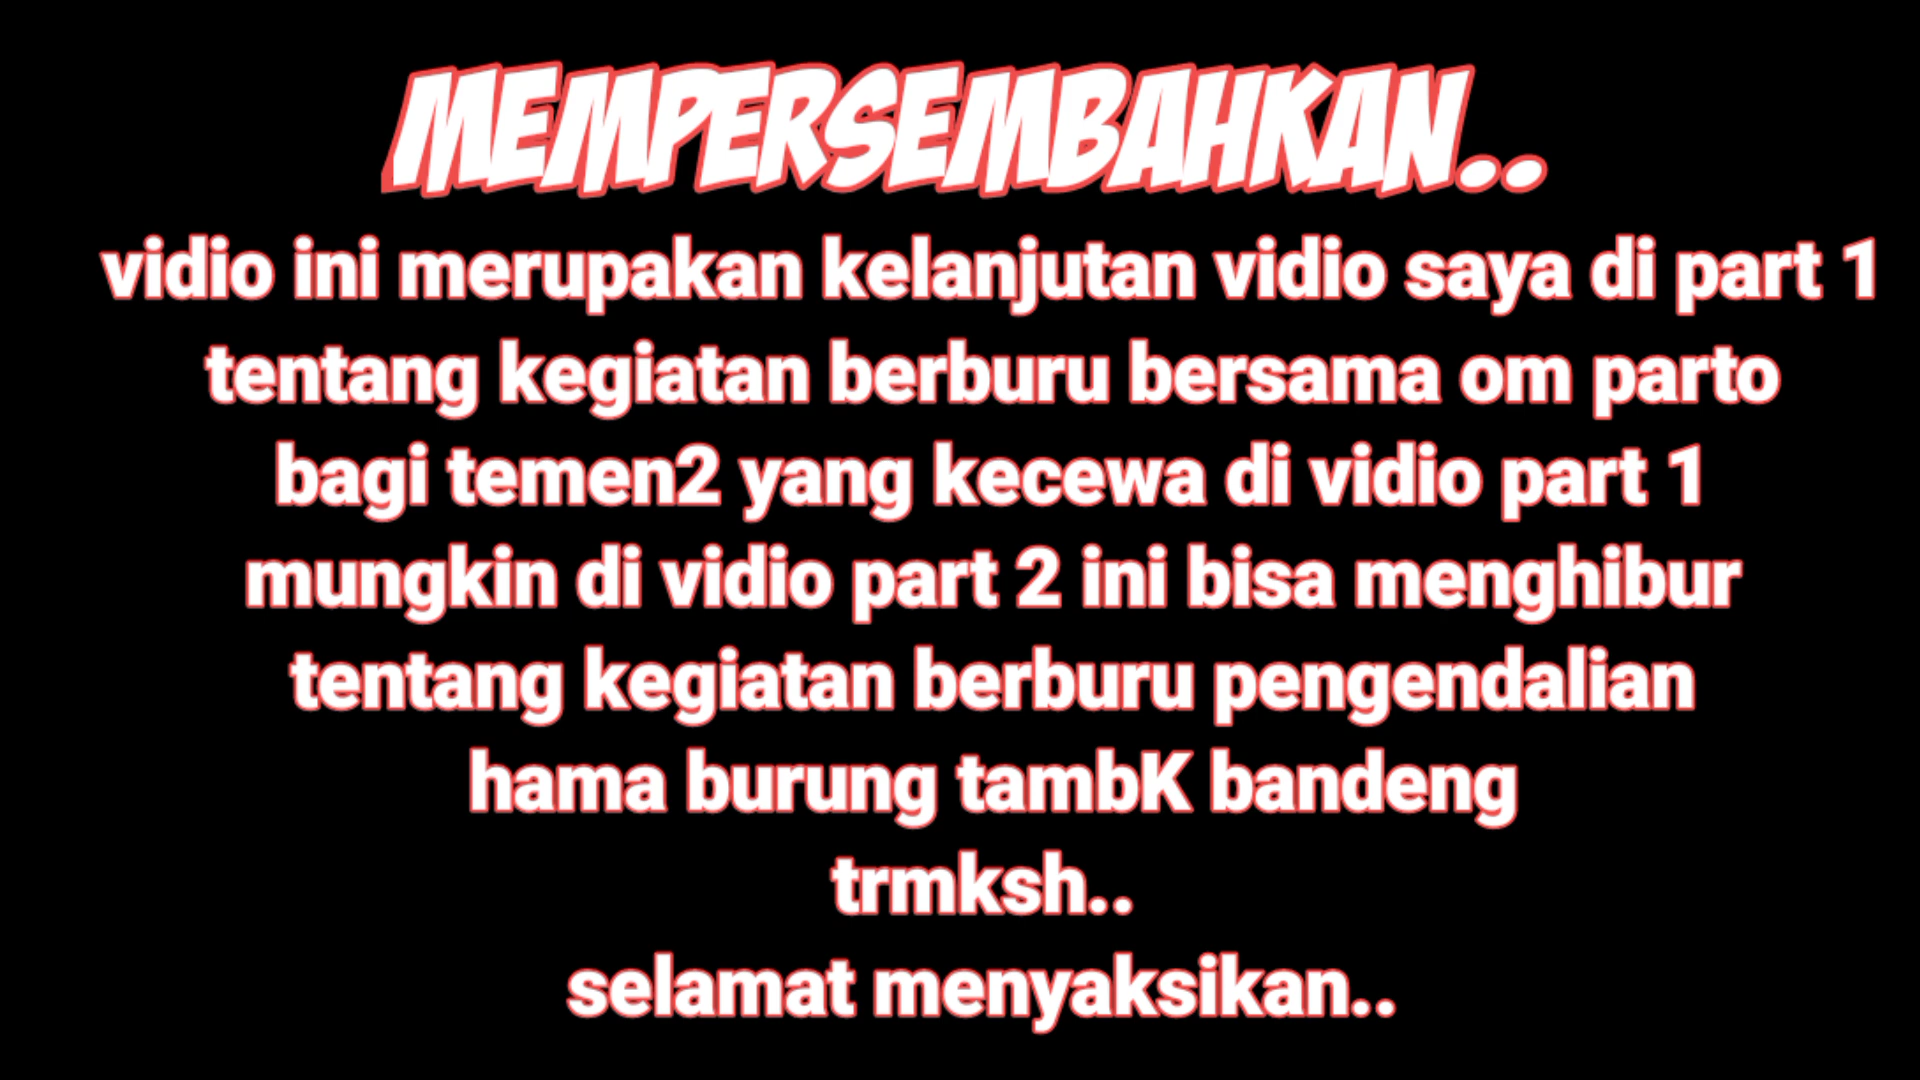 MEMPERSEMBAHKAN..
vidio ini merupakan kelanjutan vidio saya di part 1
tentang kegiatan berburu bersama om parto
bagi temen2 yang kecewa di vidio part 1
mungkin di vidio part 2 ini bisa menghibur
tentang kegiatan berburu pengendalian
hama burung tambK bandeng
trmksh..
selamat menyaksikan..